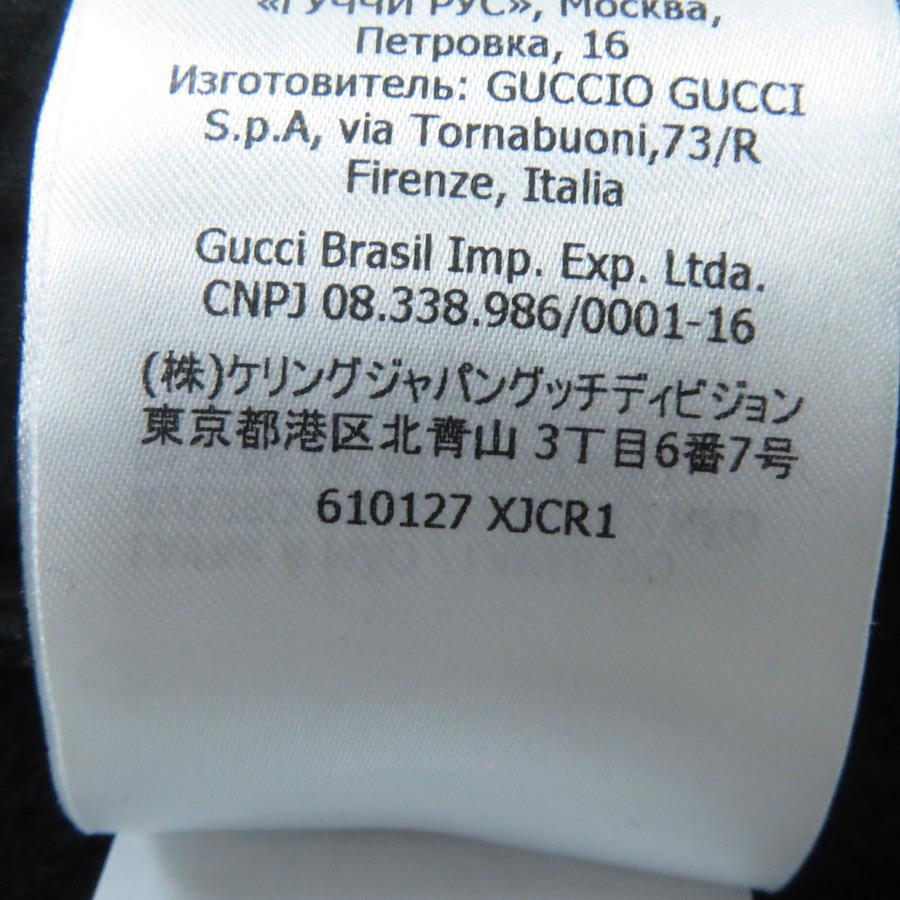 «ГУЧЧИ РУС», Москва,
Петровка, 16
Изготовитель: GUCCIO GUCCI
S.p.A, via Tornabuoni,73/R
Firenze, Italia
Gucci Brasil Imp. Exp. Ltda.
CNPJ 08.338.986/0001-16
(株)ケリングジャパングッチディビジョン
東京都港区北青山 3丁目6番7号
610127 XJCR1